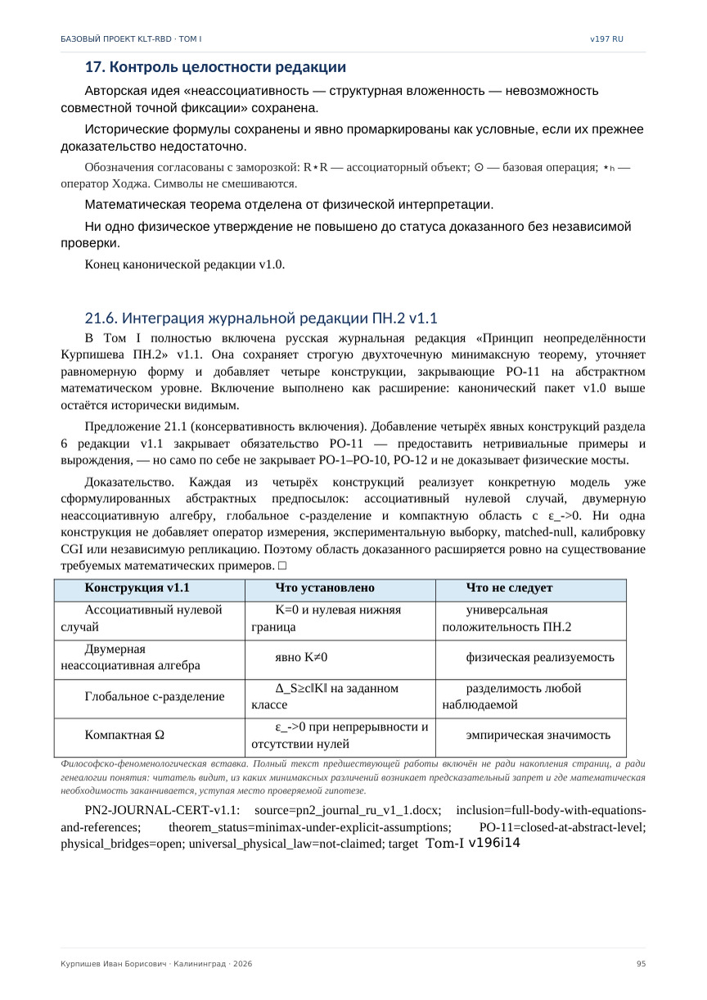 БАЗОВЫЙ ПРОЕКТ KLT-RBD · ТОМ I
v197 RU
17. Контроль целостности редакции
Авторская идея «неассоциативность — структурная вложенность — невозможность
совместной точной фиксации» сохранена.
Исторические формулы сохранены и явно промаркированы как условные, если их прежнее
доказательство недостаточно.
Обозначения согласованы с заморозкой: R⋆R — ассоциаторный объект; ⊙ — базовая операция; ⋆ₕ —
оператор Ходжа. Символы не смешиваются.
Математическая теорема отделена от физической интерпретации.
Ни одно физическое утверждение не повышено до статуса доказанного без независимой
проверки.
Конец канонической редакции v1.0.
21.6. Интеграция журнальной редакции ПН.2 v1.1
В Том I полностью включена русская журнальная редакция «Принцип неопределённости
Курпишева ПН.2» v1.1. Она сохраняет строгую двухточечную минимаксную теорему, уточняет
равномерную форму и добавляет четыре конструкции, закрывающие PO-11 на абстрактном
математическом уровне. Включение выполнено как расширение: канонический пакет v1.0 выше
остаётся исторически видимым.
Предложение 21.1 (консервативность включения). Добавление четырёх явных конструкций раздела
6 редакции v1.1 закрывает обязательство PO-11 — предоставить нетривиальные примеры и
вырождения, — но само по себе не закрывает PO-1–PO-10, PO-12 и не доказывает физические мосты.
Доказательство. Каждая из четырёх конструкций реализует конкретную модель уже
сформулированных абстрактных предпосылок: ассоциативный нулевой случай, двумерную
неассоциативную алгебру, глобальное c-разделение и компактную область с ε_->0. Ни одна
конструкция не добавляет оператор измерения, экспериментальную выборку, matched-null, калибровку
CGI или независимую репликацию. Поэтому область доказанного расширяется ровно на существование
требуемых математических примеров. □
Конструкция v1.1
Что установлено
Что не следует
Ассоциативный нулевой
случай
K=0 и нулевая нижняя
граница
универсальная
положительность ПН.2
Двумерная
неассоциативная алгебра
явно K≠0
физическая реализуемость
Глобальное c-разделение
Δ_S≥c‖K‖ на заданном
классе
разделимость любой
наблюдаемой
Компактная Ω
ε_->0 при непрерывности и
отсутствии нулей
эмпирическая значимость
Философско-феноменологическая вставка. Полный текст предшествующей работы включён не ради накопления страниц, а ради
генеалогии понятия: читатель видит, из каких минимаксных различений возникает предсказательный запрет и где математическая
необходимость заканчивается, уступая место проверяемой гипотезе.
PN2-JOURNAL-CERT-v1.1: source=pn2_journal_ru_v1_1.docx; inclusion=full-body-with-equations-
and-references; theorem_status=minimax-under-explicit-assumptions; PO-11=closed-at-abstract-level;
physical_bridges=open; universal_physical_law=not-claimed; target Том-I v196i14
Курпишев Иван Борисович · Калининград · 2026
95